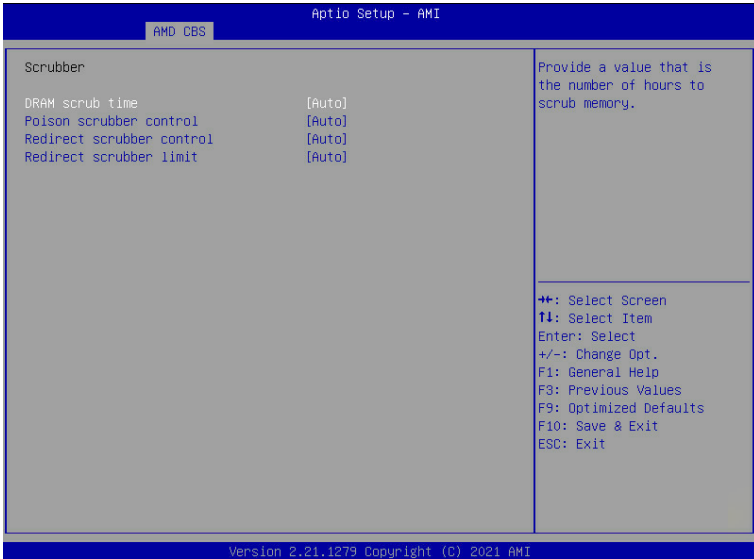 Aptio Setup – AMI
AMD CBS
Scrubber
DRAM scrub time [Auto]
Poison scrubber control [Auto]
Redirect scrubber control [Auto]
Redirect scrubber limit [Auto]
Provide a value that is
the number of hours to
scrub memory.
→←: Select Screen
↑↓: Select Item
Enter: Select
+/-: Change Opt.
F1: General Help
F3: Previous Values
F9: Optimized Defaults
F10: Save & Exit
ESC: Exit
Version 2.21.1279 Copyright (C) 2021 AMI